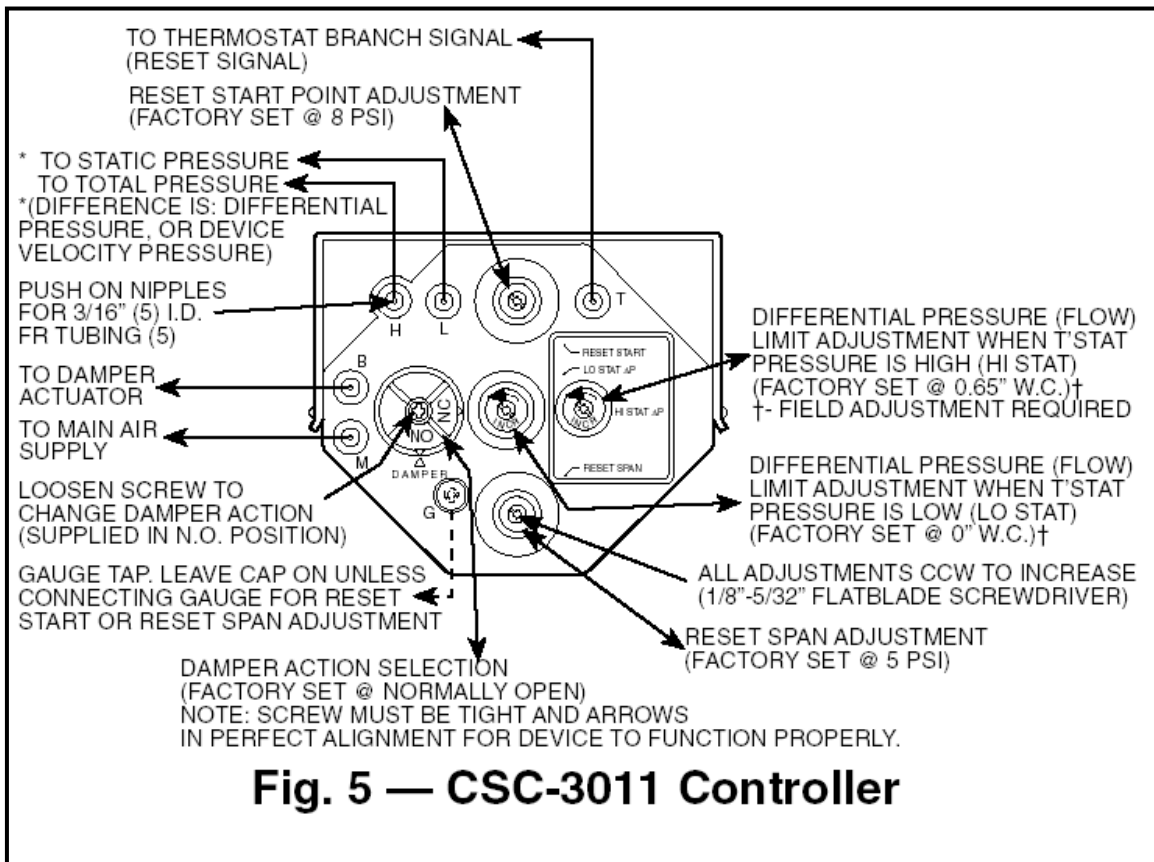 TO THERMOSTAT BRANCH SIGNAL
(RESET SIGNAL)
RESET START POINT ADJUSTMENT
(FACTORY SET @ 8 PSI)
* TO STATIC PRESSURE
TO TOTAL PRESSURE
*(DIFFERENCE IS: DIFFERENTIAL
PRESSURE, OR DEVICE
VELOCITY PRESSURE)
PUSH ON NIPPLES
FOR 3/16" (5) I.D.
FR TUBING (5)
TO DAMPER
ACTUATOR
TO MAIN AIR
SUPPLY
LOOSEN SCREW TO
CHANGE DAMPER ACTION
(SUPPLIED IN N.O. POSITION)
GAUGE TAP. LEAVE CAP ON UNLESS
CONNECTING GAUGE FOR RESET
START OR RESET SPAN ADJUSTMENT
H
L
T
B
M
G
NC
NO
DAMPER
INCR
INCR
RESET START
LO STAT ΔP
HI STAT ΔP
RESET SPAN
DIFFERENTIAL PRESSURE (FLOW)
LIMIT ADJUSTMENT WHEN T'STAT
PRESSURE IS HIGH (HI STAT)
(FACTORY SET @ 0.65" W.C.)†
†- FIELD ADJUSTMENT REQUIRED
DIFFERENTIAL PRESSURE (FLOW)
LIMIT ADJUSTMENT WHEN T'STAT
PRESSURE IS LOW (LO STAT)
(FACTORY SET @ 0" W.C.)†
ALL ADJUSTMENTS CCW TO INCREASE
(1/8"-5/32" FLATBLADE SCREWDRIVER)
RESET SPAN ADJUSTMENT
(FACTORY SET @ 5 PSI)
DAMPER ACTION SELECTION
(FACTORY SET @ NORMALLY OPEN)
NOTE: SCREW MUST BE TIGHT AND ARROWS
IN PERFECT ALIGNMENT FOR DEVICE TO FUNCTION PROPERLY.
Fig. 5 — CSC-3011 Controller